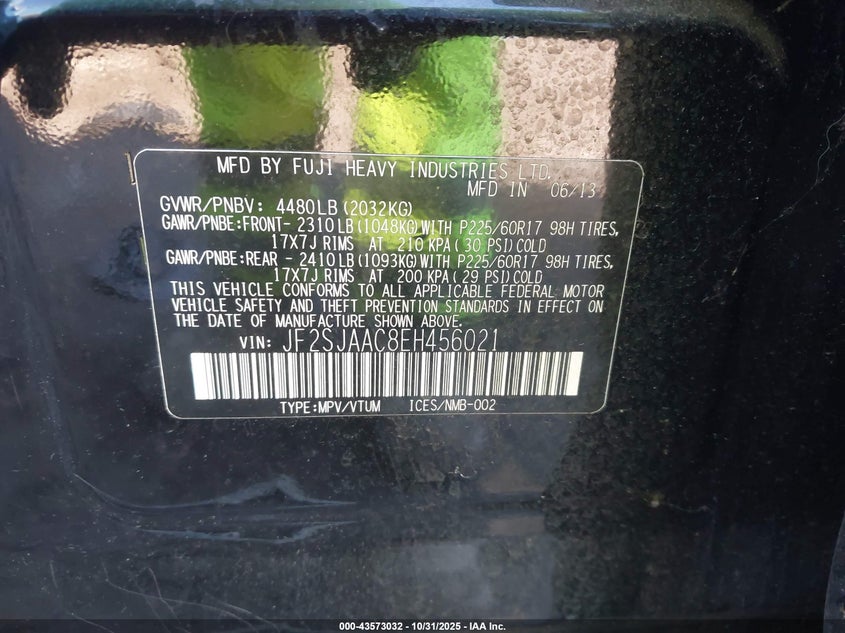 MFD BY FUJI HEAVY INDUSTRIES LTD.
MFD IN 06/13
GVWR/PNBV: 4480LB(2032KG)
GAWR/PNBE:FRONT- 2310LB(1048KG)WITH P225/60R17 98H TIRES,
17X7J RIMS AT 210 KPA(30 PSI)COLD
GAWR/PNBE:REAR - 2410LB(1093KG)WITH P225/60R17 98H TIRES,
17X7J RIMS AT 200 KPA(29 PSI)COLD
THIS VEHICLE CONFORMS TO ALL APPLICABLE FEDERAL MOTOR
VEHICLE SAFETY AND THEFT PREVENTION STANDARDS IN EFFECT ON
THE DATE OF MANUFACTURE SHOWN ABOVE.
VIN: JF2SJAAC8EH456021
TYPE:MPV/VTUM ICES/NMB-002
000-43573032 - 10/31/2025 - IAA Inc.